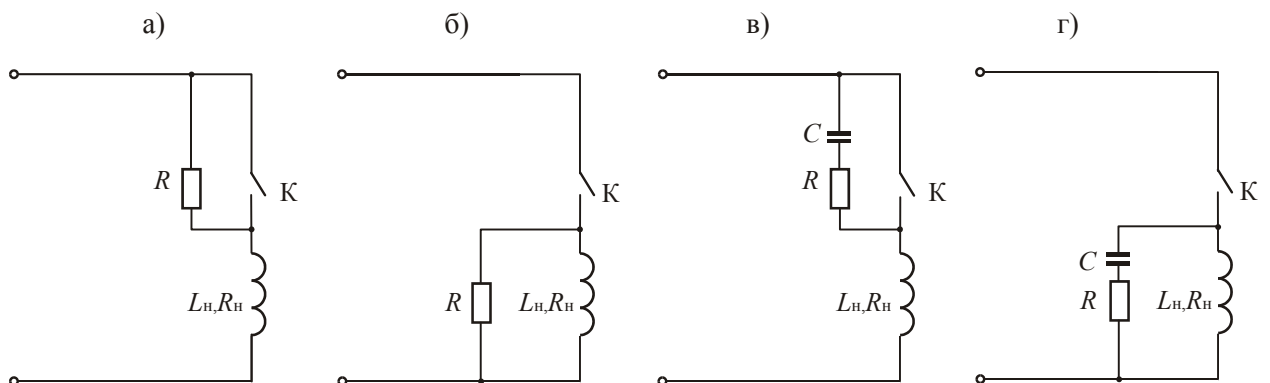 а) б) в) г)
R К Lн,Rн
R К Lн,Rн
C R К Lн,Rн
C R К Lн,Rн